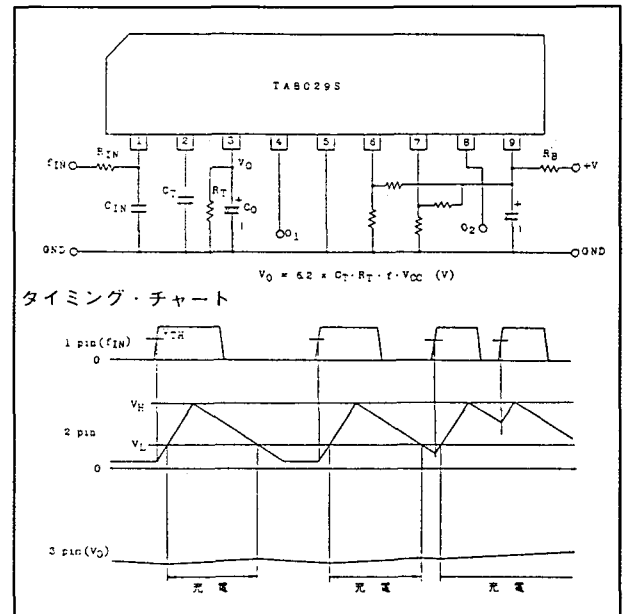 TA8029S
1 2 3 4 5 6 7 8 9
fIN RIN CIN CT RT VO + CO O1 O2 + RB +V
GND GND
VO = 6.2 × CT·RT·f·VCC (V)
タイミング・チャート
1 pin(fIN) VTH
0
2 pin VH
VL
0
3 pin(VO)
充電 充電 充電